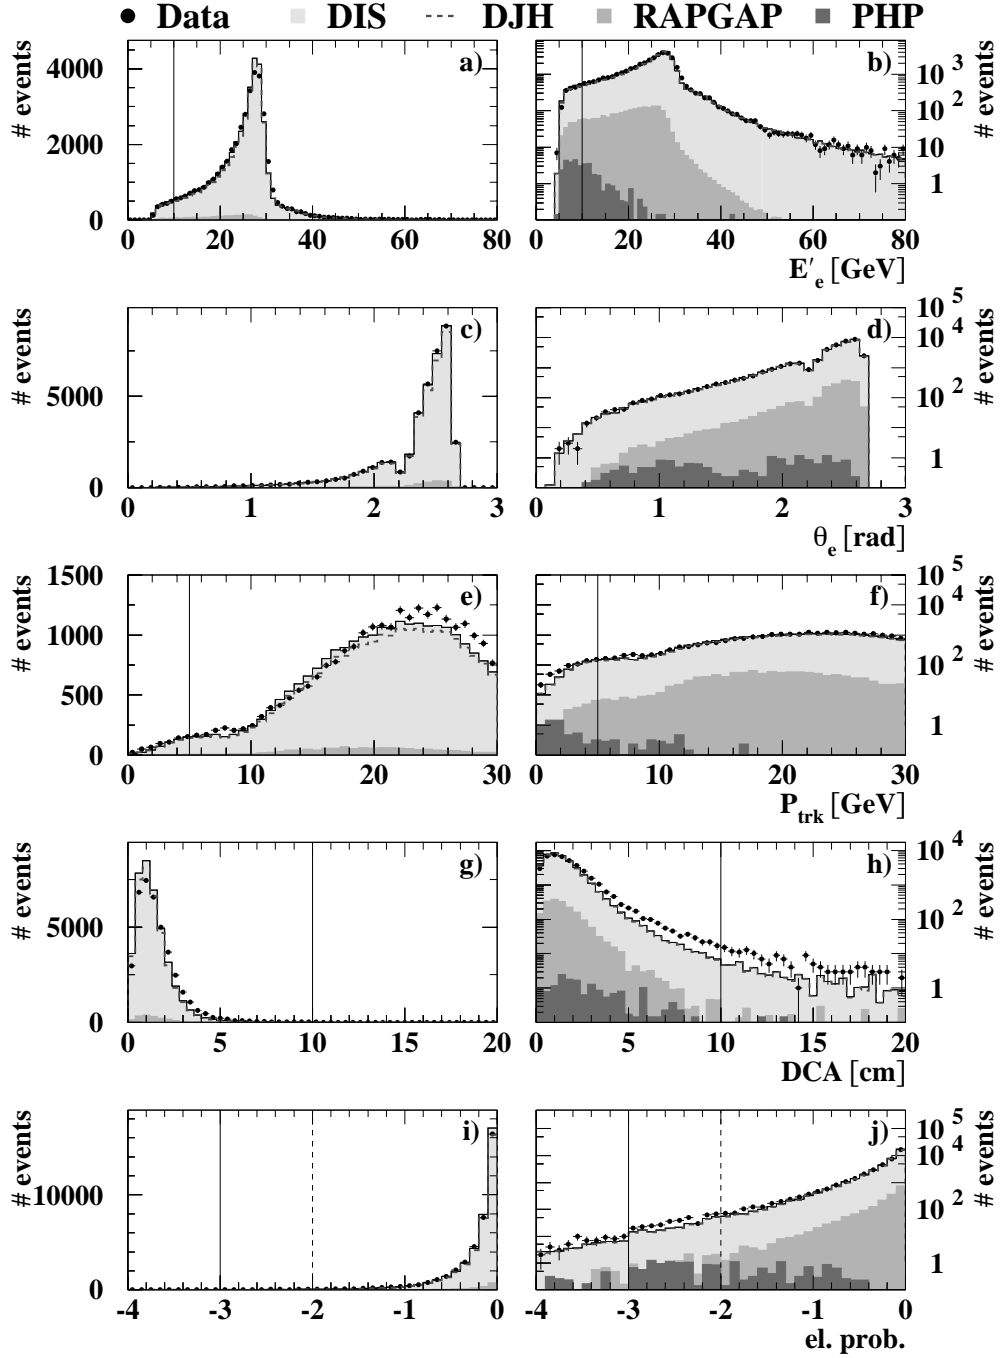 Data DIS DJH RAPGAP PHP
# events 4000 2000 0 a) b) 10 3 10 2 10 1 # events
0 20 40 60 80 0 20 40 60 80
E′e [GeV]
# events 5000 0 c) d) 10 5 10 4 10 2 1 # events
1 2 3 0 1 2 3
θe [rad]
# events 1500 1000 500 0 e) f) 10 5 10 4 10 2 1 # events
0 10 20 30 0 10 20 30
Ptrk [GeV]
# events 5000 0 g) h) 10 4 10 2 1 # events
0 5 10 15 20 0 5 10 15 20
DCA [cm]
# events 10000 0 i) j) 10 5 10 4 10 2 1 # events
-4 -3 -2 -1 0 -4 -3 -2 -1 0
el. prob.